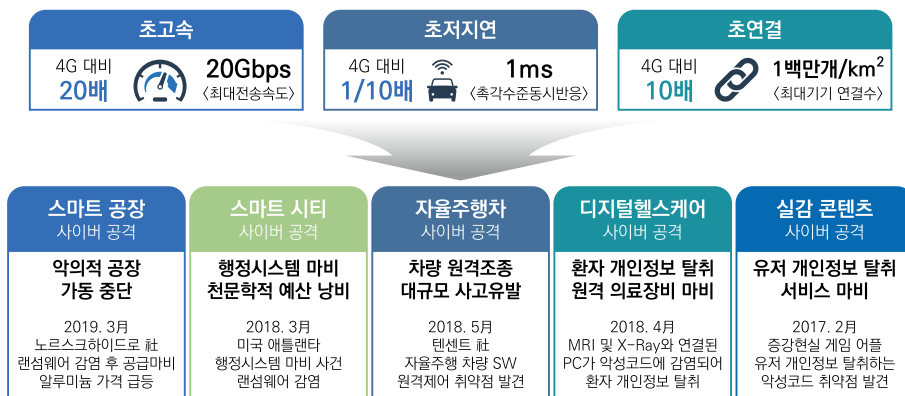 초고속
4G 대비
20배
20Gbps
<최대전송속도>
초저지연
4G 대비
1/10배
1ms
<촉각수준동시반응>
초연결
4G 대비
10배
1백만개/km²
<최대기기 연결수>
스마트 공장
사이버 공격
악의적 공장
가동 중단
2019. 3月
노르스크하이드로 社
랜섬웨어 감염 후 공급마비
알루미늄 가격 급등
스마트 시티
사이버 공격
행정시스템 마비
천문학적 예산 낭비
2018. 3月
미국 애틀랜타
행정시스템 마비 사건
랜섬웨어 감염
자율주행차
사이버 공격
차량 원격조종
대규모 사고유발
2018. 5月
텐센트 社
자율주행 차량 SW
원격제어 취약점 발견
디지털헬스케어
사이버 공격
환자 개인정보 탈취
원격 의료장비 마비
2018. 4月
MRI 및 X-Ray와 연결된
PC가 악성코드에 감염되어
환자 개인정보 탈취
실감 콘텐츠
사이버 공격
유저 개인정보 탈취
서비스 마비
2017. 2月
증강현실 게임 어플
유저 개인정보 탈취하는
악성코드 취약점 발견